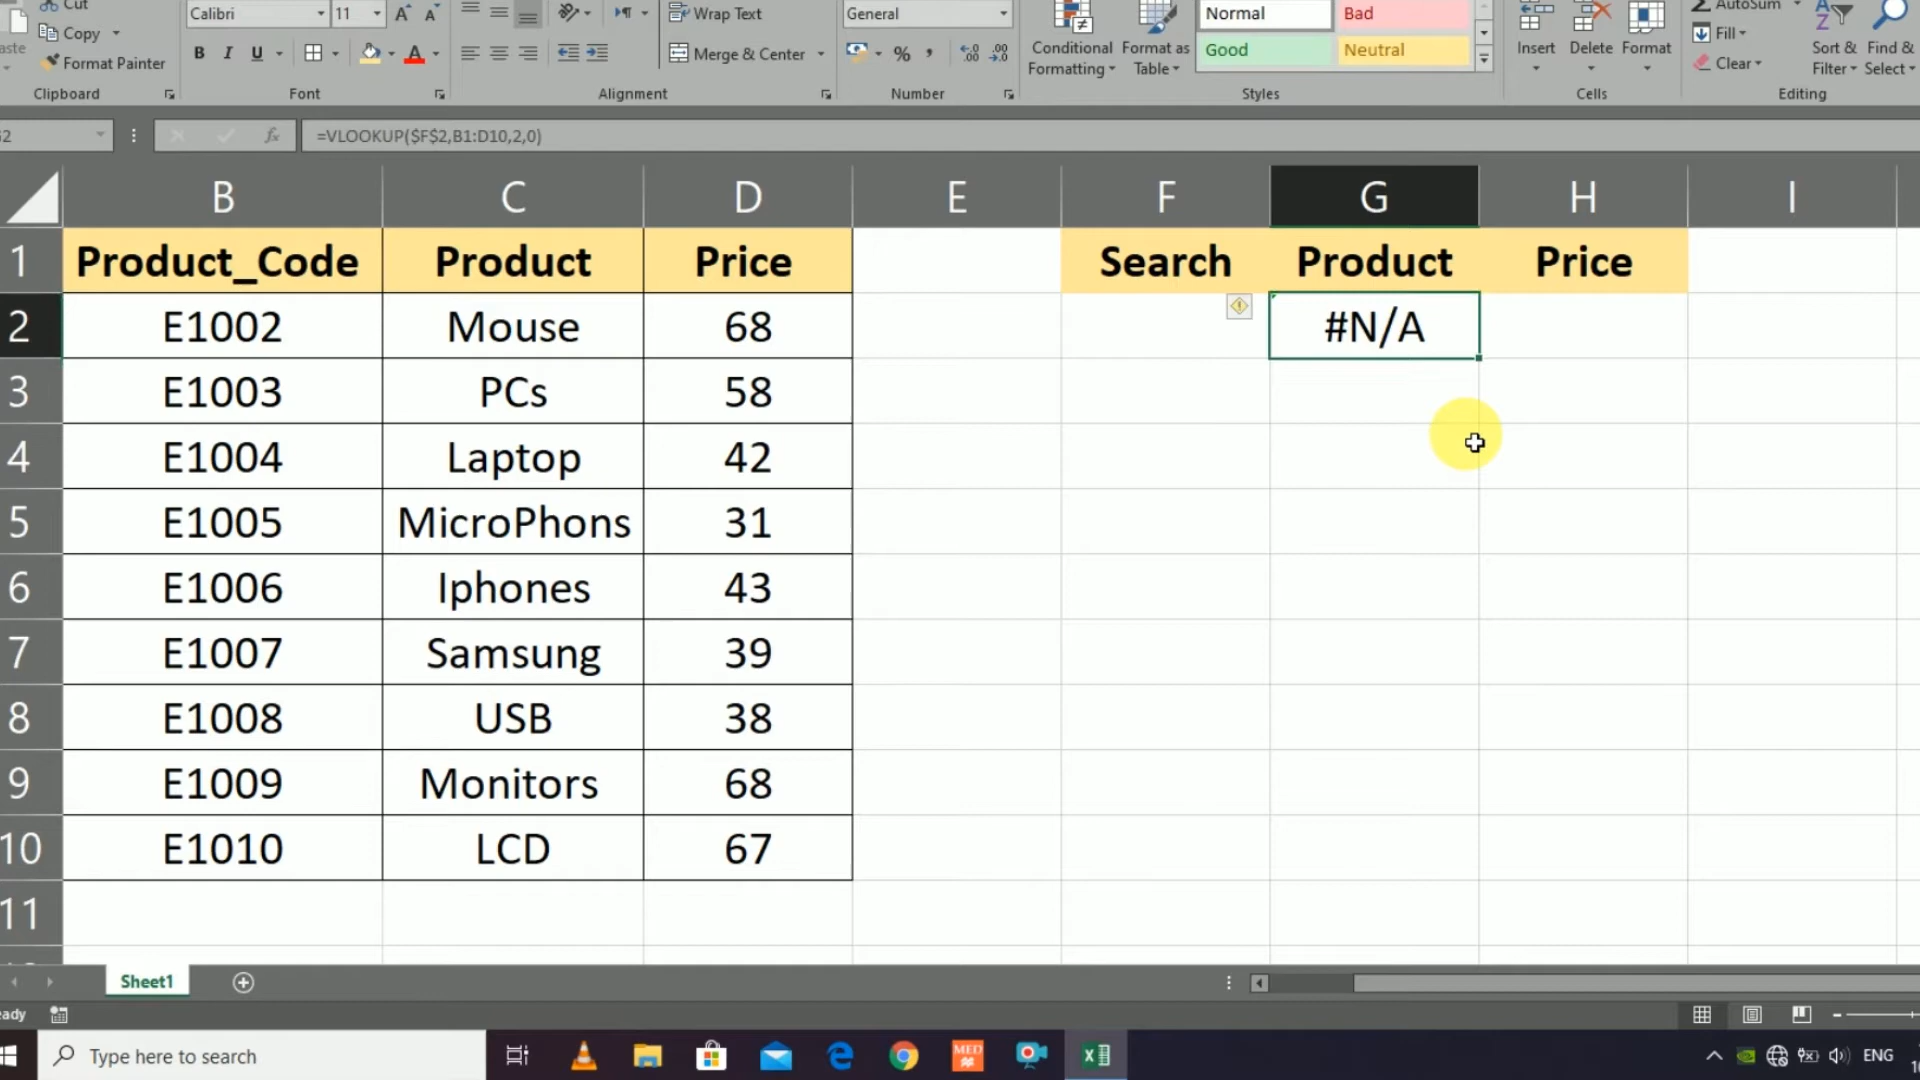 Cut
Calibri 11
General
Wrap Text
Normal
Bad
AutoSum
Copy
Merge & Center
Conditional Formatting
Format as Table
Good
Neutral
Insert
Delete
Format
Fill
Sort & Filter
Find & Select
Format Painter
B I U
A
%
Clear
Clipboard
Font
Alignment
Number
Styles
Cells
Editing
fx
=VLOOKUP($F$2,B1:D10,2,0)
B C D E F G H I
1 Product_Code Product Price Search Product Price
2 E1002 Mouse 68 #N/A
3 E1003 PCs 58
4 E1004 Laptop 42
5 E1005 MicroPhons 31
6 E1006 Iphones 43
7 E1007 Samsung 39
8 E1008 USB 38
9 E1009 Monitors 68
10 E1010 LCD 67
11
Sheet1
Type here to search
MED
ENG